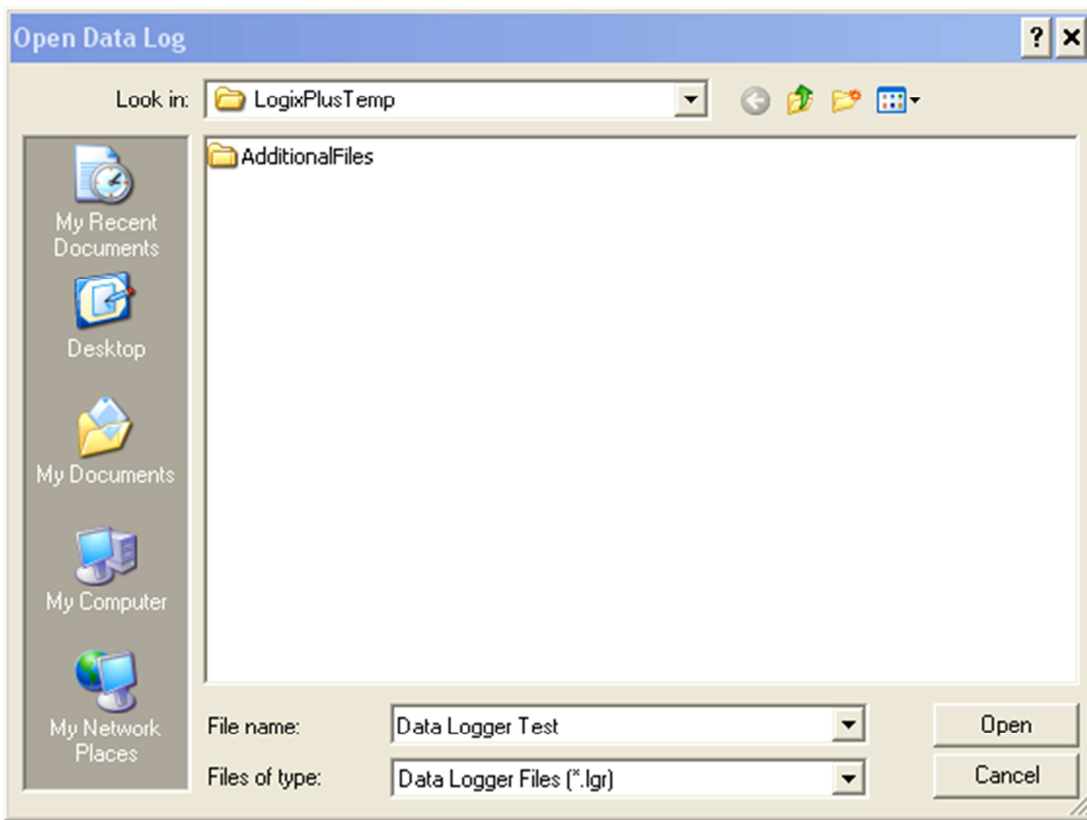 Open Data Log
Look in:
LogixPlusTemp
AdditionalFiles
My Recent
Documents
Desktop
My Documents
My Computer
My Network
Places
File name:
Data Logger Test
Open
Files of type:
Data Logger Files (*.lgr)
Cancel